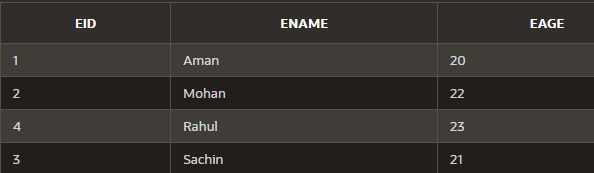 EID ENAME EAGE
1 Aman 20
2 Mohan 22
4 Rahul 23
3 Sachin 21